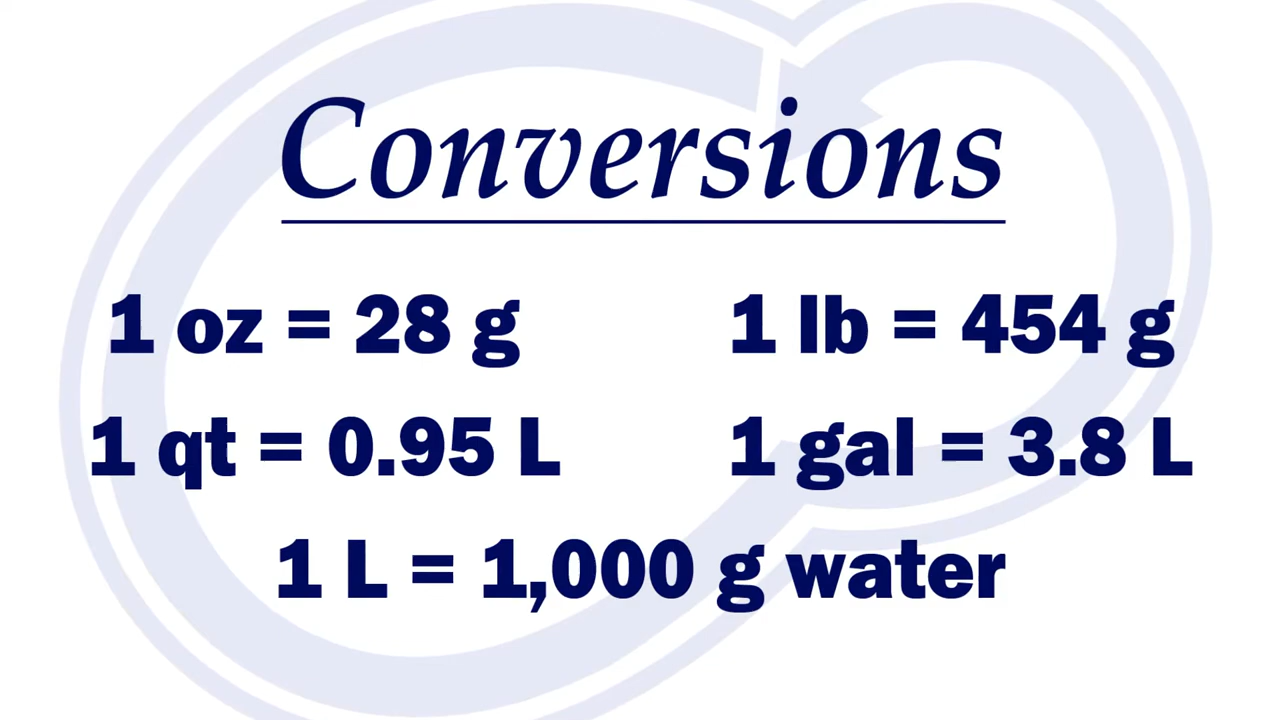 Conversions
1 oz = 28 g
1 lb = 454 g
1 qt = 0.95 L
1 gal = 3.8 L
1 L = 1,000 g water